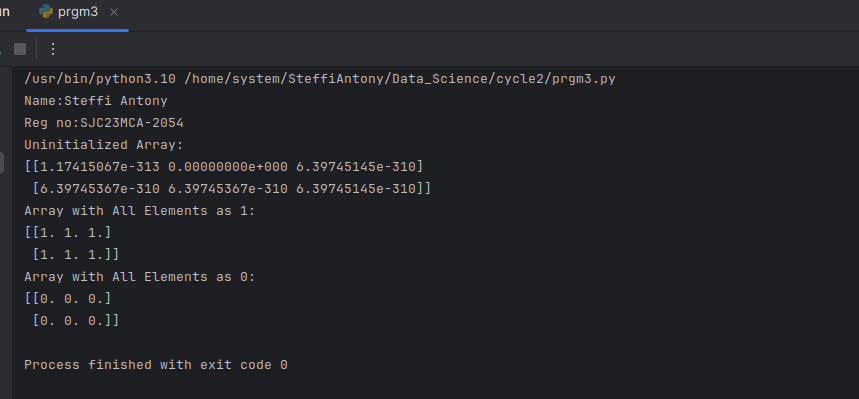 un
prgm3
/usr/bin/python3.10 /home/system/SteffiAntony/Data_Science/cycle2/prgm3.py
Name:Steffi Antony
Reg no:SJC23MCA-2054
Uninitialized Array:
[[1.17415067e-313 0.00000000e+000 6.39745145e-310]
 [6.39745367e-310 6.39745367e-310 6.39745145e-310]]
Array with All Elements as 1:
[[1. 1. 1.]
 [1. 1. 1.]]
Array with All Elements as 0:
[[0. 0. 0.]
 [0. 0. 0.]]
Process finished with exit code 0